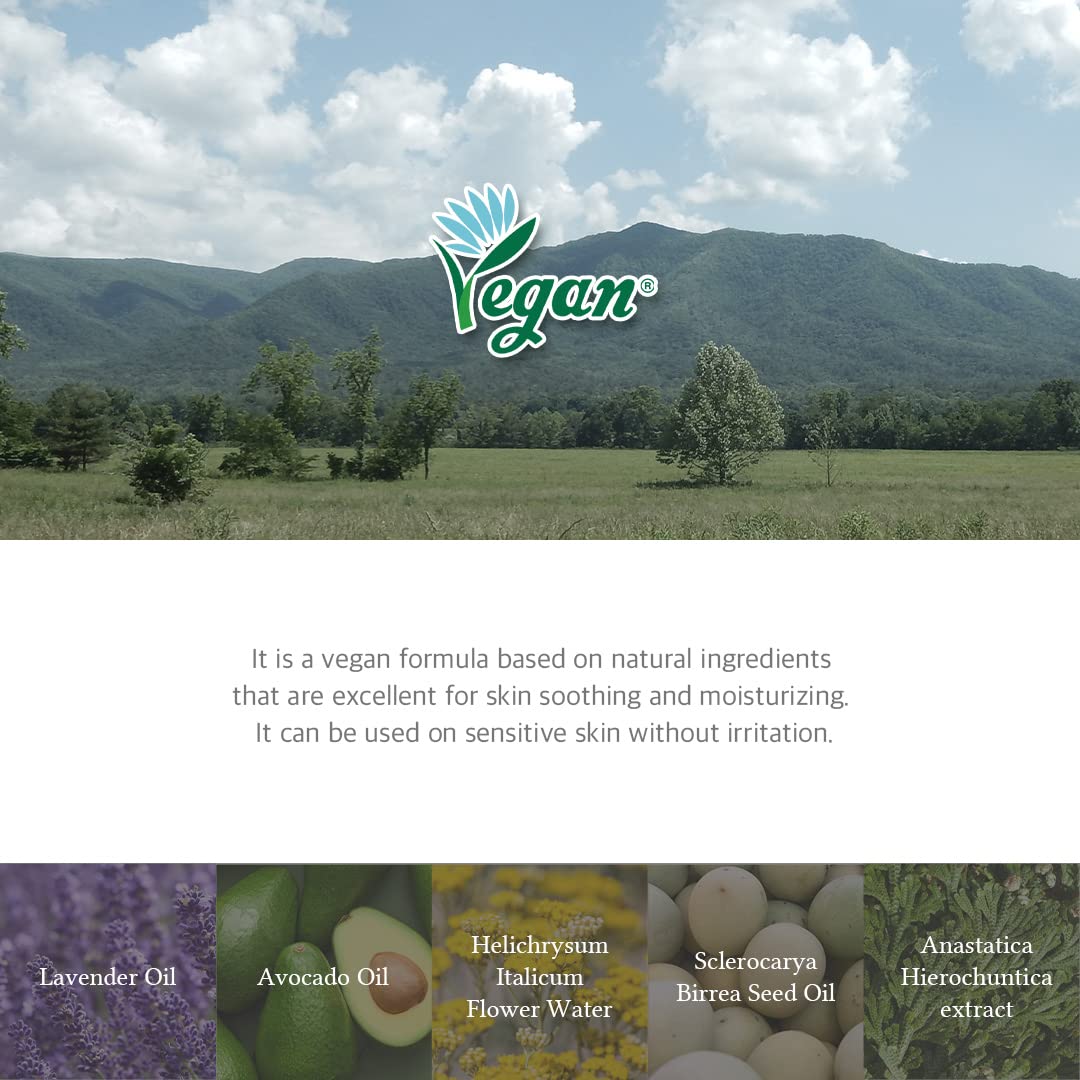 Vegan®
It is a vegan formula based on natural ingredients
that are excellent for skin soothing and moisturizing.
It can be used on sensitive skin without irritation.
Lavender Oil
Avocado Oil
Helichrysum
Italicum
Flower Water
Sclerocarya
Birrea Seed Oil
Anastatica
Hierochuntica
extract